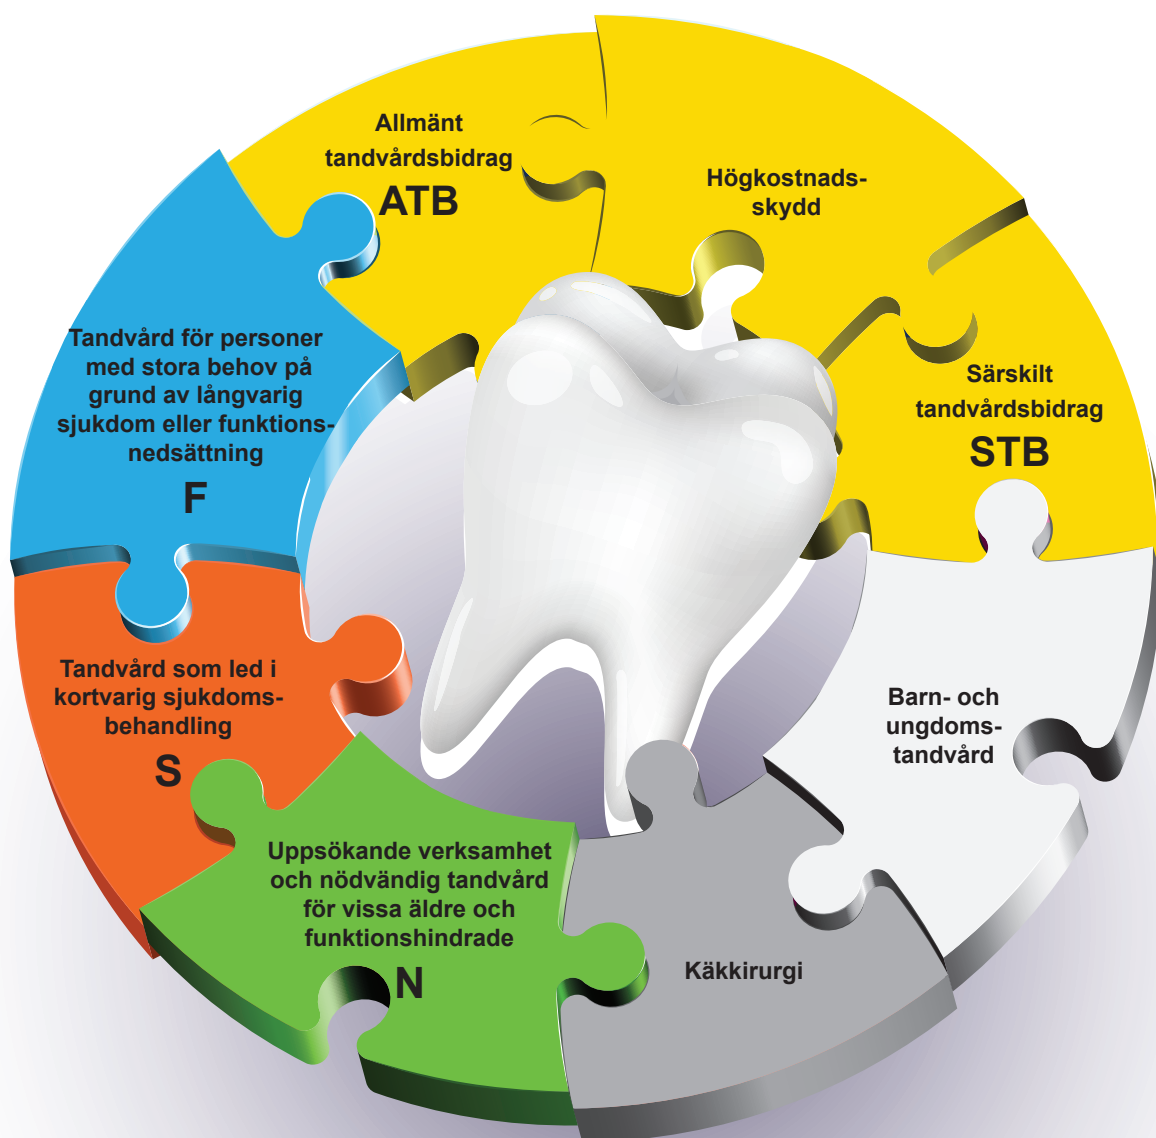 Allmänt
tandvårdsbidrag
ATB
Högkostnads-
skydd
Särskilt
tandvårdsbidrag
STB
Barn- och
ungdoms-
tandvård
Käkkirurgi
Uppsökande verksamhet
och nödvändig tandvård
för vissa äldre och
funktionshindrade
N
Tandvård som led i
kortvarig sjukdoms-
behandling
S
Tandvård för personer
med stora behov på
grund av långvarig
sjukdom eller funktions-
nedsättning
F